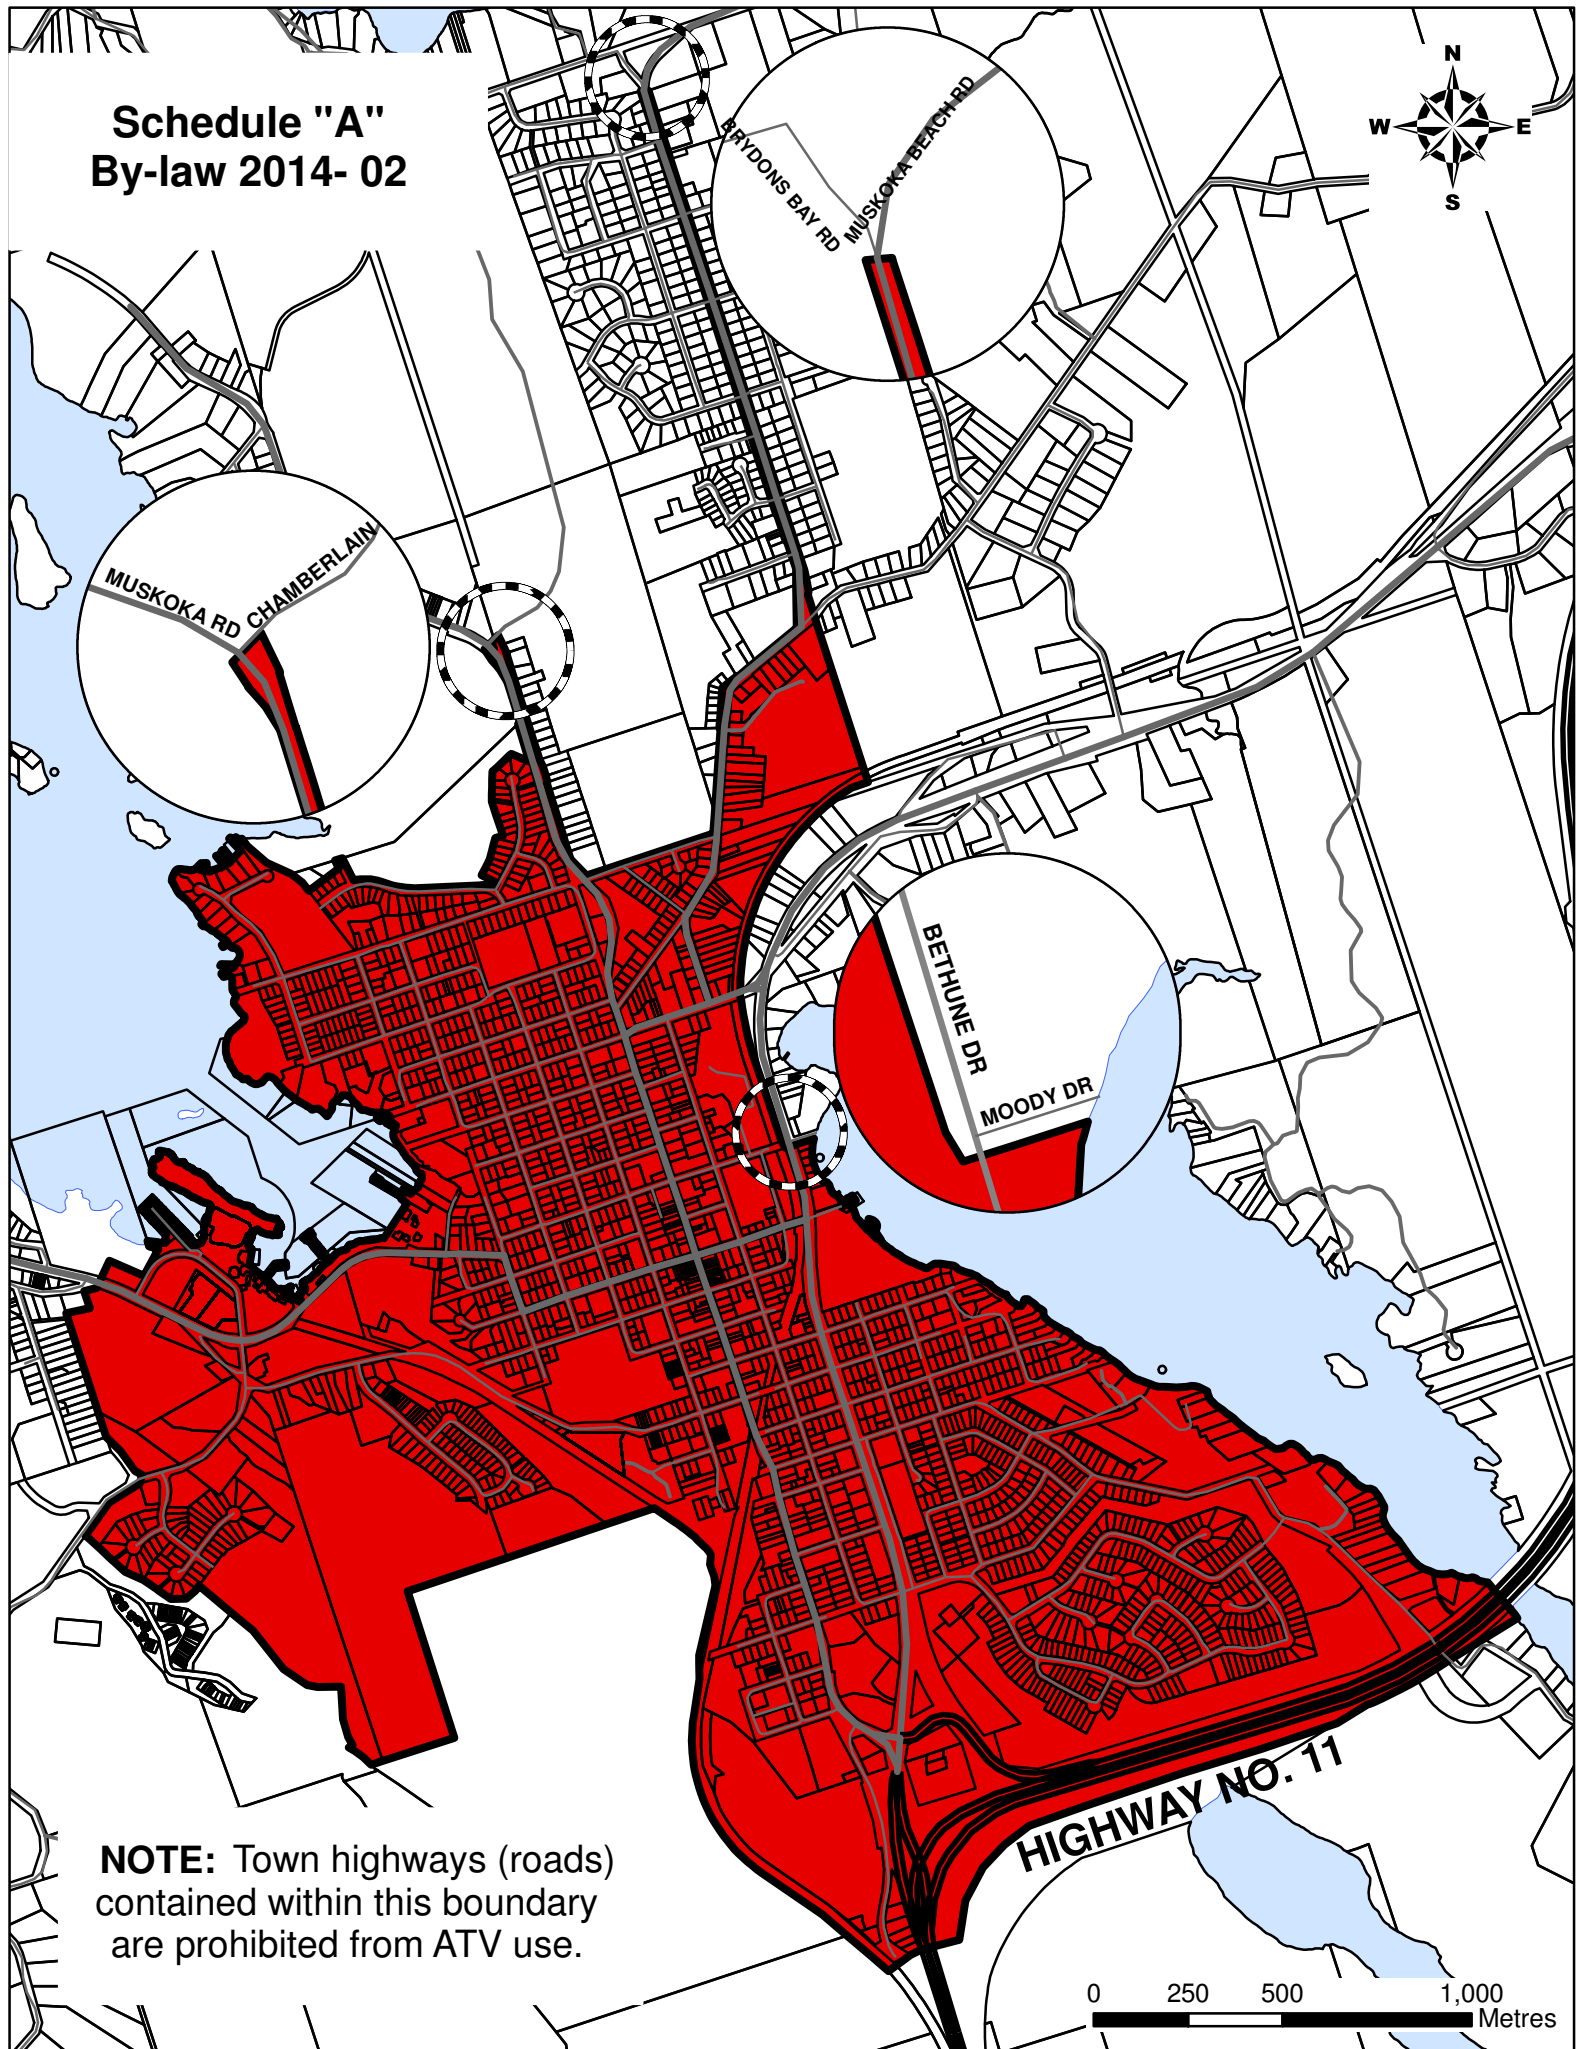 Schedule "A"
By-law 2014- 02
N
W
E
S
BRYDONS BAY RD
MUSKOKA BEACH RD
MUSKOKA RD
CHAMBERLAIN
BETHUNE DR
MOODY DR
HIGHWAY NO. 11
NOTE: Town highways (roads)
contained within this boundary
are prohibited from ATV use.
0 250 500 1,000
Metres